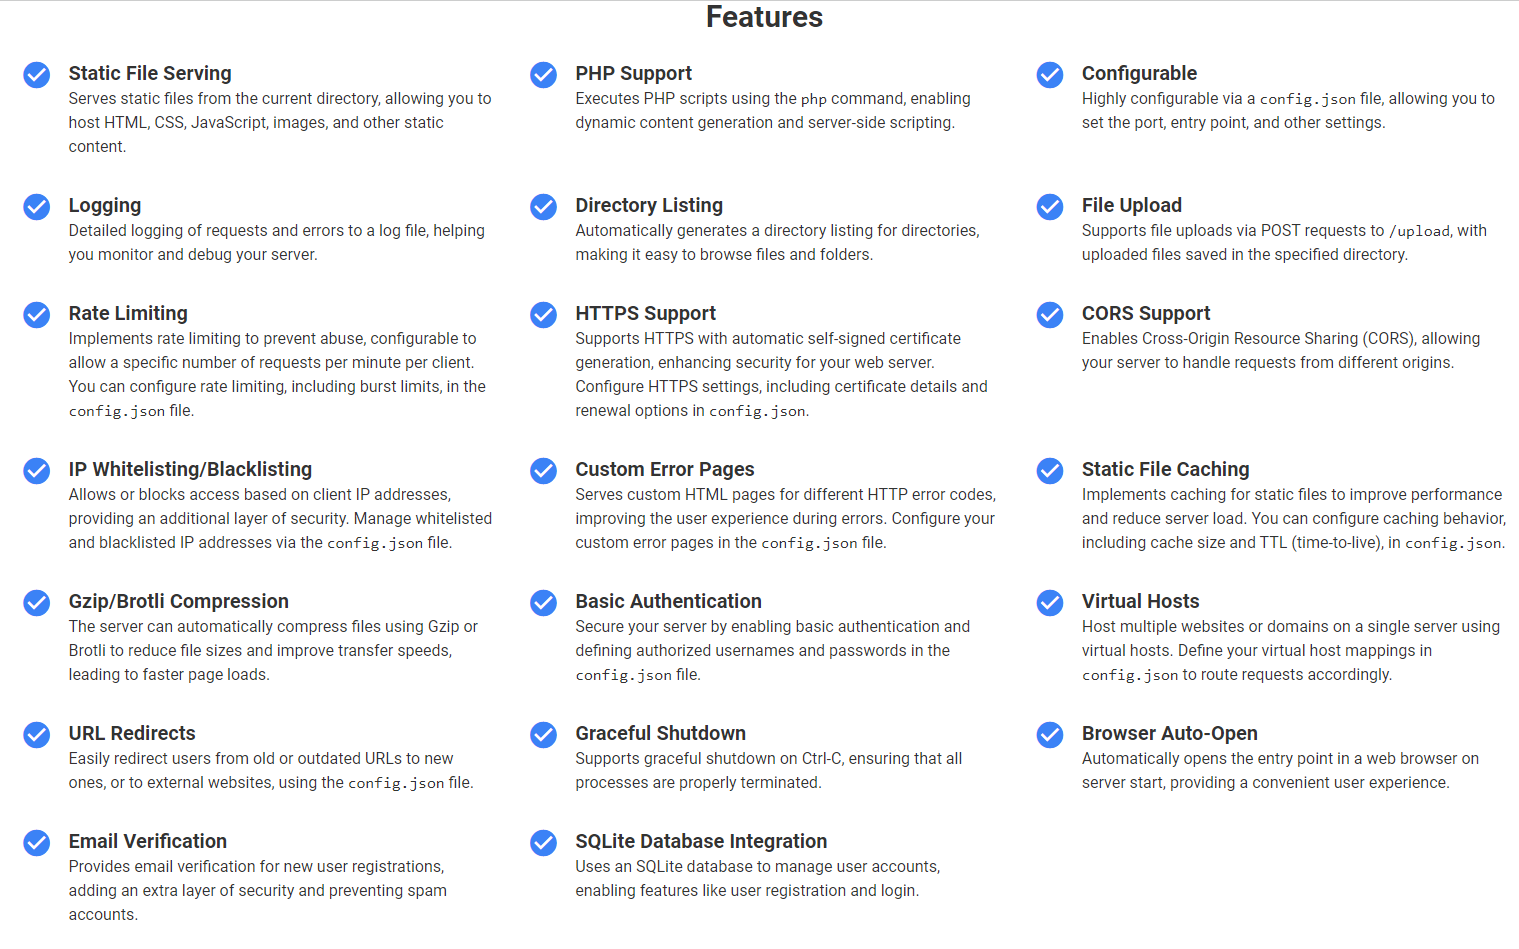 Features
Static File Serving
Serves static files from the current directory, allowing you to
host HTML, CSS, JavaScript, images, and other static
content.
PHP Support
Executes PHP scripts using the php command, enabling
dynamic content generation and server-side scripting.
Configurable
Highly configurable via a config.json file, allowing you to
set the port, entry point, and other settings.
Logging
Detailed logging of requests and errors to a log file, helping
you monitor and debug your server.
Directory Listing
Automatically generates a directory listing for directories,
making it easy to browse files and folders.
File Upload
Supports file uploads via POST requests to /upload, with
uploaded files saved in the specified directory.
Rate Limiting
Implements rate limiting to prevent abuse, configurable to
allow a specific number of requests per minute per client.
You can configure rate limiting, including burst limits, in the
config.json file.
HTTPS Support
Supports HTTPS with automatic self-signed certificate
generation, enhancing security for your web server.
Configure HTTPS settings, including certificate details and
renewal options in config.json.
CORS Support
Enables Cross-Origin Resource Sharing (CORS), allowing
your server to handle requests from different origins.
IP Whitelisting/Blacklisting
Allows or blocks access based on client IP addresses,
providing an additional layer of security. Manage whitelisted
and blacklisted IP addresses via the config.json file.
Custom Error Pages
Serves custom HTML pages for different HTTP error codes,
improving the user experience during errors. Configure your
custom error pages in the config.json file.
Static File Caching
Implements caching for static files to improve performance
and reduce server load. You can configure caching behavior,
including cache size and TTL (time-to-live), in config.json.
Gzip/Brotli Compression
The server can automatically compress files using Gzip or
Brotli to reduce file sizes and improve transfer speeds,
leading to faster page loads.
Basic Authentication
Secure your server by enabling basic authentication and
defining authorized usernames and passwords in the
config.json file.
Virtual Hosts
Host multiple websites or domains on a single server using
virtual hosts. Define your virtual host mappings in
config.json to route requests accordingly.
URL Redirects
Easily redirect users from old or outdated URLs to new
ones, or to external websites, using the config.json file.
Graceful Shutdown
Supports graceful shutdown on Ctrl-C, ensuring that all
processes are properly terminated.
Browser Auto-Open
Automatically opens the entry point in a web browser on
server start, providing a convenient user experience.
Email Verification
Provides email verification for new user registrations,
adding an extra layer of security and preventing spam
accounts.
SQLite Database Integration
Uses an SQLite database to manage user accounts,
enabling features like user registration and login.